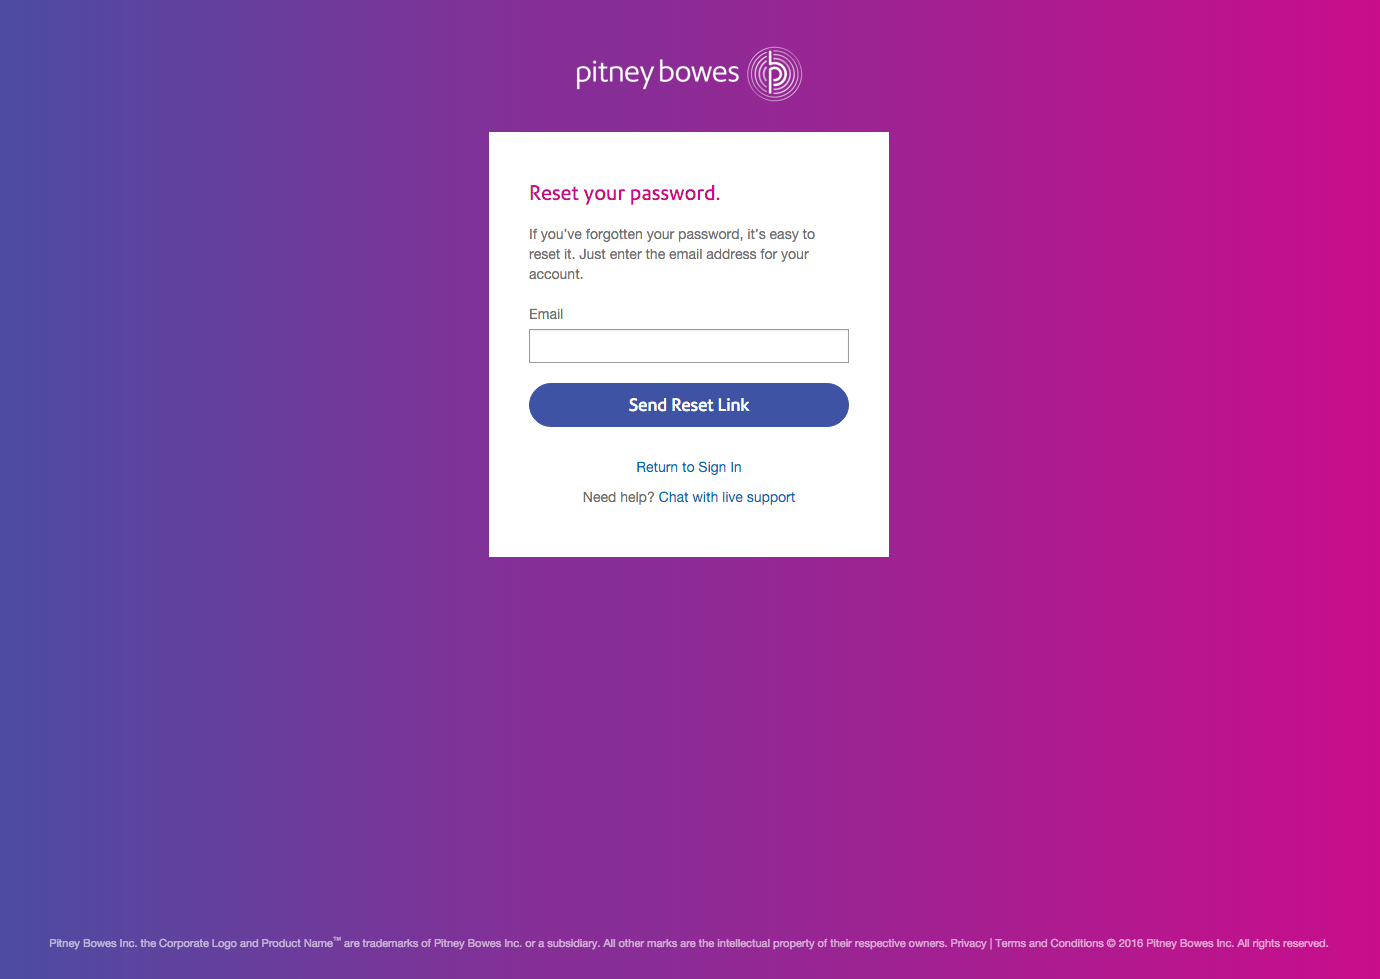 pitney bowes
Reset your password.
If you've forgotten your password, it's easy to
reset it. Just enter the email address for your
account.
Email
Send Reset Link
Return to Sign In
Need help? Chat with live support
Pitney Bowes Inc. the Corporate Logo and Product Name™ are trademarks of Pitney Bowes Inc. or a subsidiary. All other marks are the intellectual property of their respective owners. Privacy | Terms and Conditions © 2016 Pitney Bowes Inc. All rights reserved.